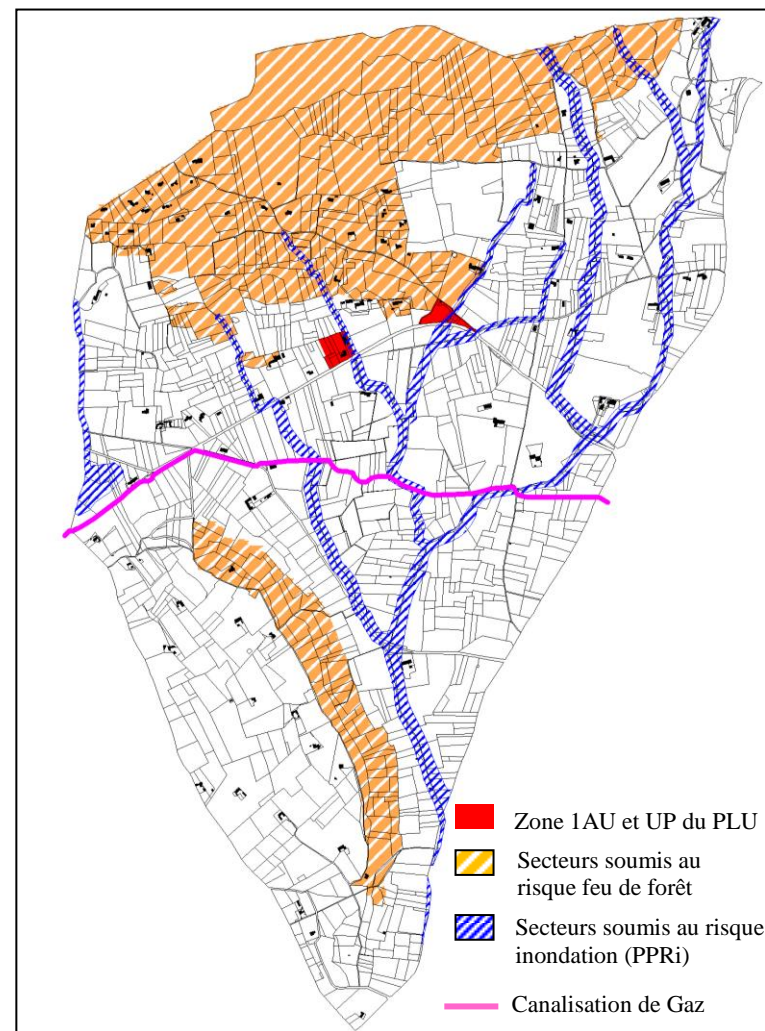 Zone 1AU et UP du PLU
Secteurs soumis au
risque feu de forêt
Secteurs soumis au risque
inondation (PPRi)
Canalisation de Gaz